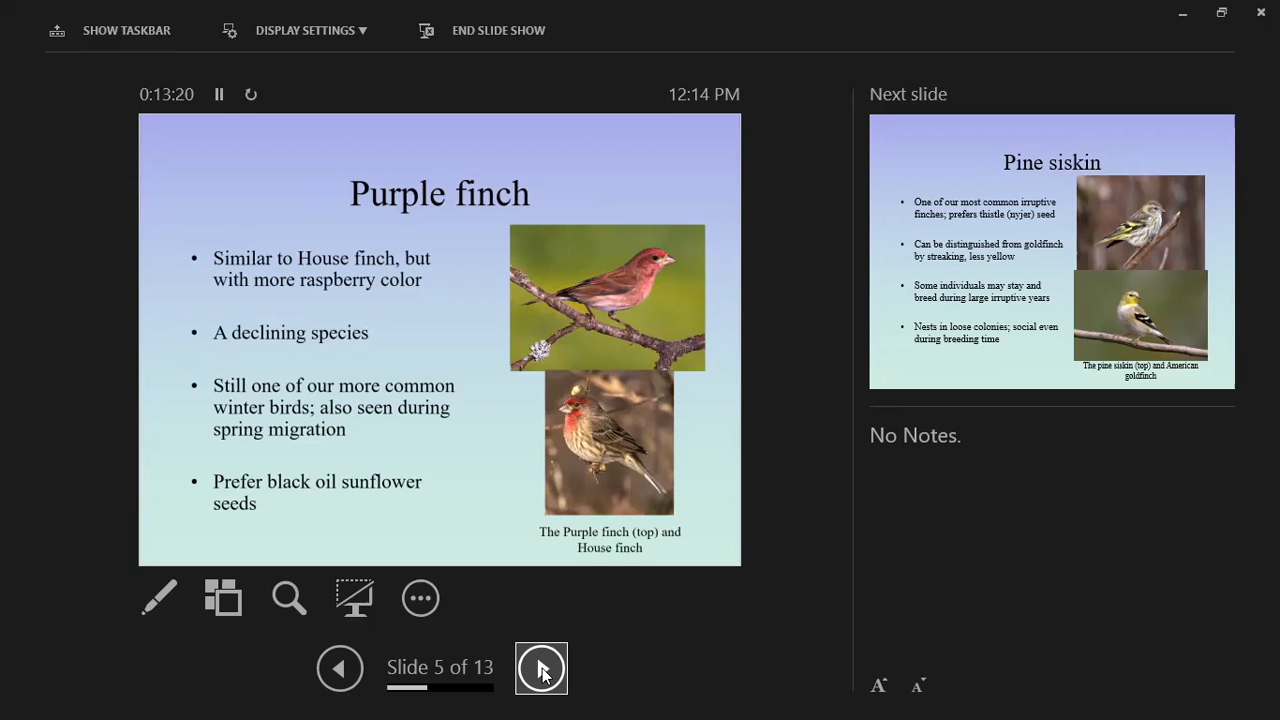 SHOW TASKBAR
DISPLAY SETTINGS ▼
END SLIDE SHOW
0:13:20
12:14 PM
Purple finch
• Similar to House finch, but
with more raspberry color
• A declining species
• Still one of our more common
winter birds; also seen during
spring migration
• Prefer black oil sunflower
seeds
The Purple finch (top) and
House finch
Slide 5 of 13
Next slide
Pine siskin
• One of our most common irruptive
finches; prefers thistle (nyjer) seed
• Can be distinguished from goldfinch
by streaking, less yellow
• Some individuals may stay and
breed during large irruptive years
• Nests in loose colonies; social even
during breeding time
The pine siskin (top) and American
goldfinch
No Notes.
A A